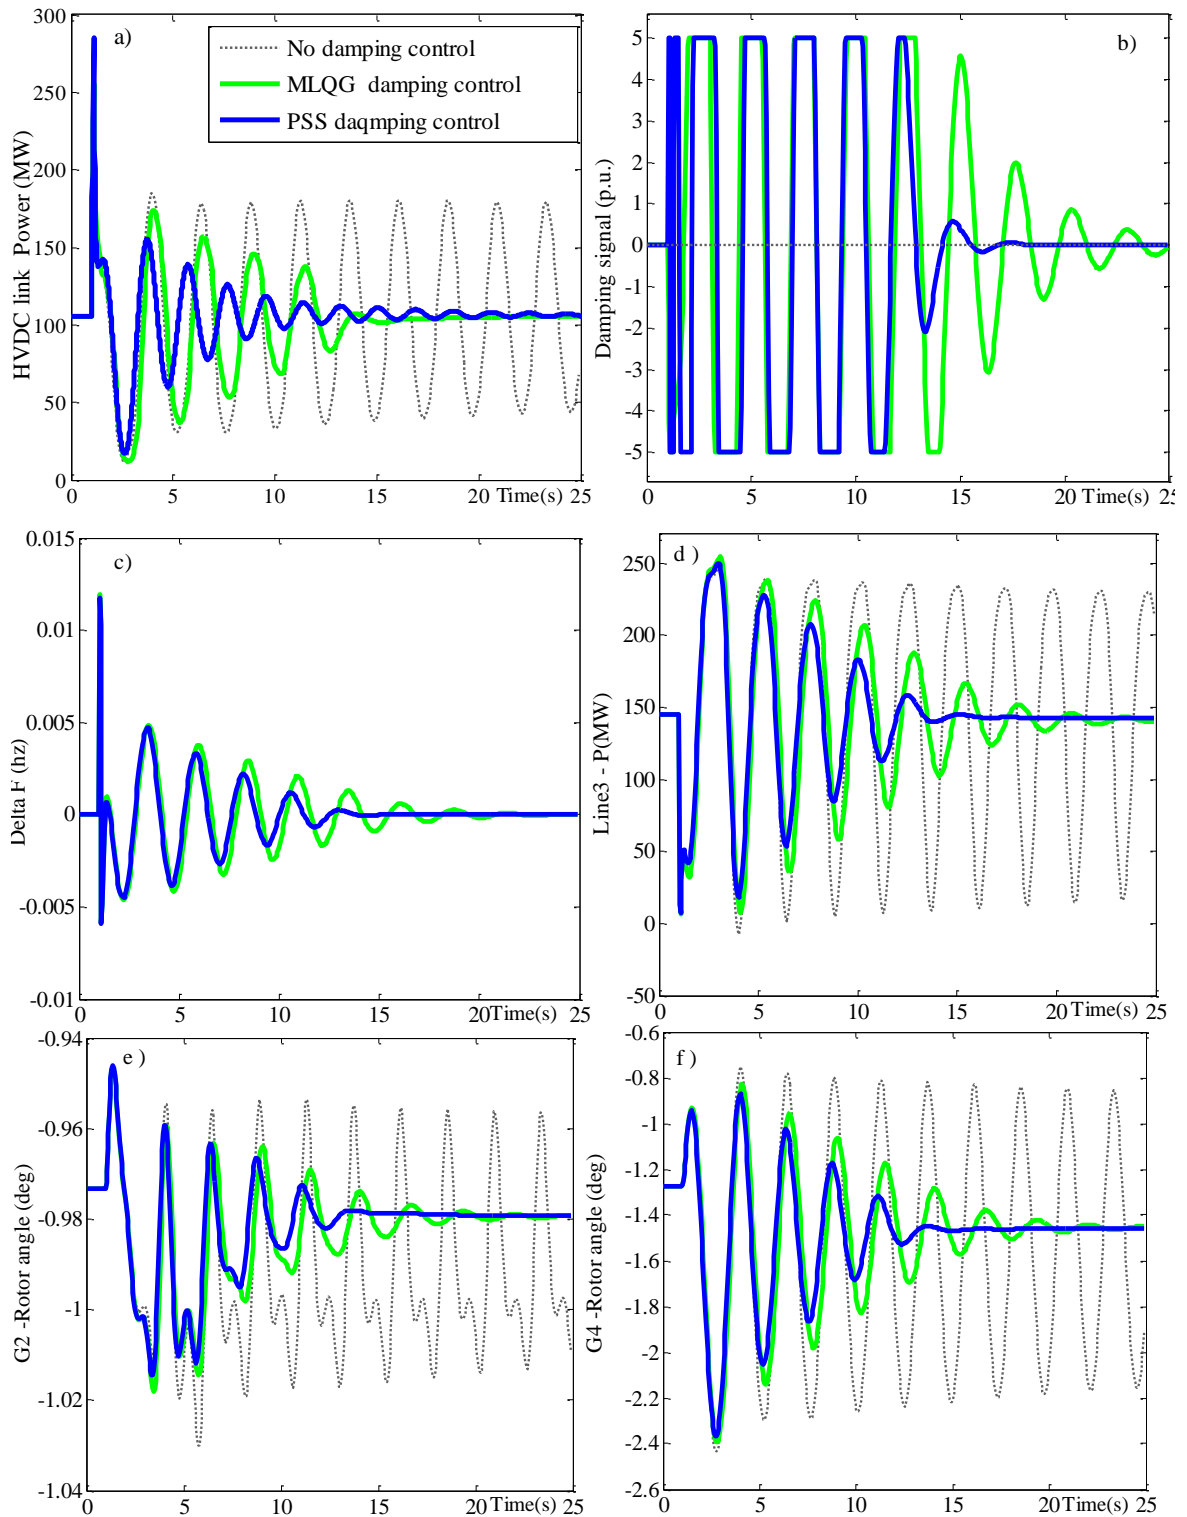 a)
No damping control
MLQG damping control
PSS daqmping control
HVDC link Power (MW)
300
250
200
150
100
50
0
0 5 10 15 20 Time(s) 25
b)
Damping signal (p.u.)
5
4
3
2
1
0
-1
-2
-3
-4
-5
0 5 10 15 20 Time(s) 25
c)
Delta F (hz)
0.015
0.01
0.005
0
-0.005
-0.01
0 5 10 15 20 Time(s) 25
d )
Line3 - P(MW)
250
200
150
100
50
0
-50
0 5 10 15 20 Time(s) 25
e )
G2 -Rotor angle (deg)
-0.94
-0.96
-0.98
-1
-1.02
-1.04
0 5 10 15 20 Time(s) 25
f )
G4 -Rotor angle (deg)
-0.6
-0.8
-1
-1.2
-1.4
-1.6
-1.8
-2
-2.2
-2.4
-2.6
0 5 10 15 20 Time(s) 25